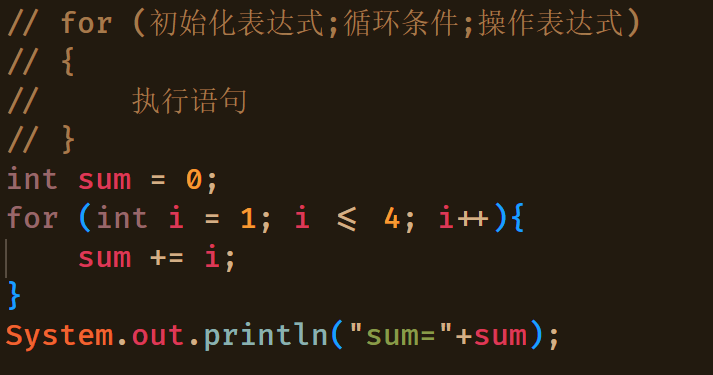 // for (初始化表达式;循环条件;操作表达式)
// {
//     执行语句
// }
int sum = 0;
for (int i = 1; i <= 4; i++){
    sum += i;
}
System.out.println("sum="+sum);